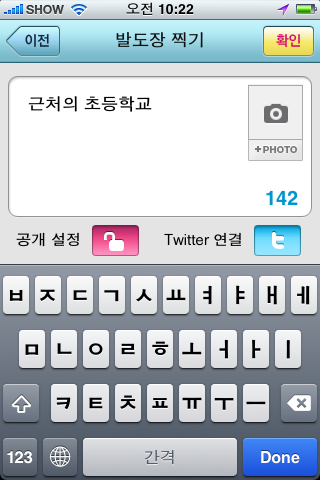 SHOW 오전 10:22
이전 발도장 찍기 확인
근처의 초등학교
+PHOTO
142
공개 설정 Twitter 연결
ㅂ ㅈ ㄷ ㄱ ㅅ ㅛ ㅕ ㅑ ㅐ ㅔ
ㅁ ㄴ ㅇ ㄹ ㅎ ㅗ ㅓ ㅏ ㅣ
ㅋ ㅌ ㅊ ㅍ ㅠ ㅜ ㅡ
123 간격 Done